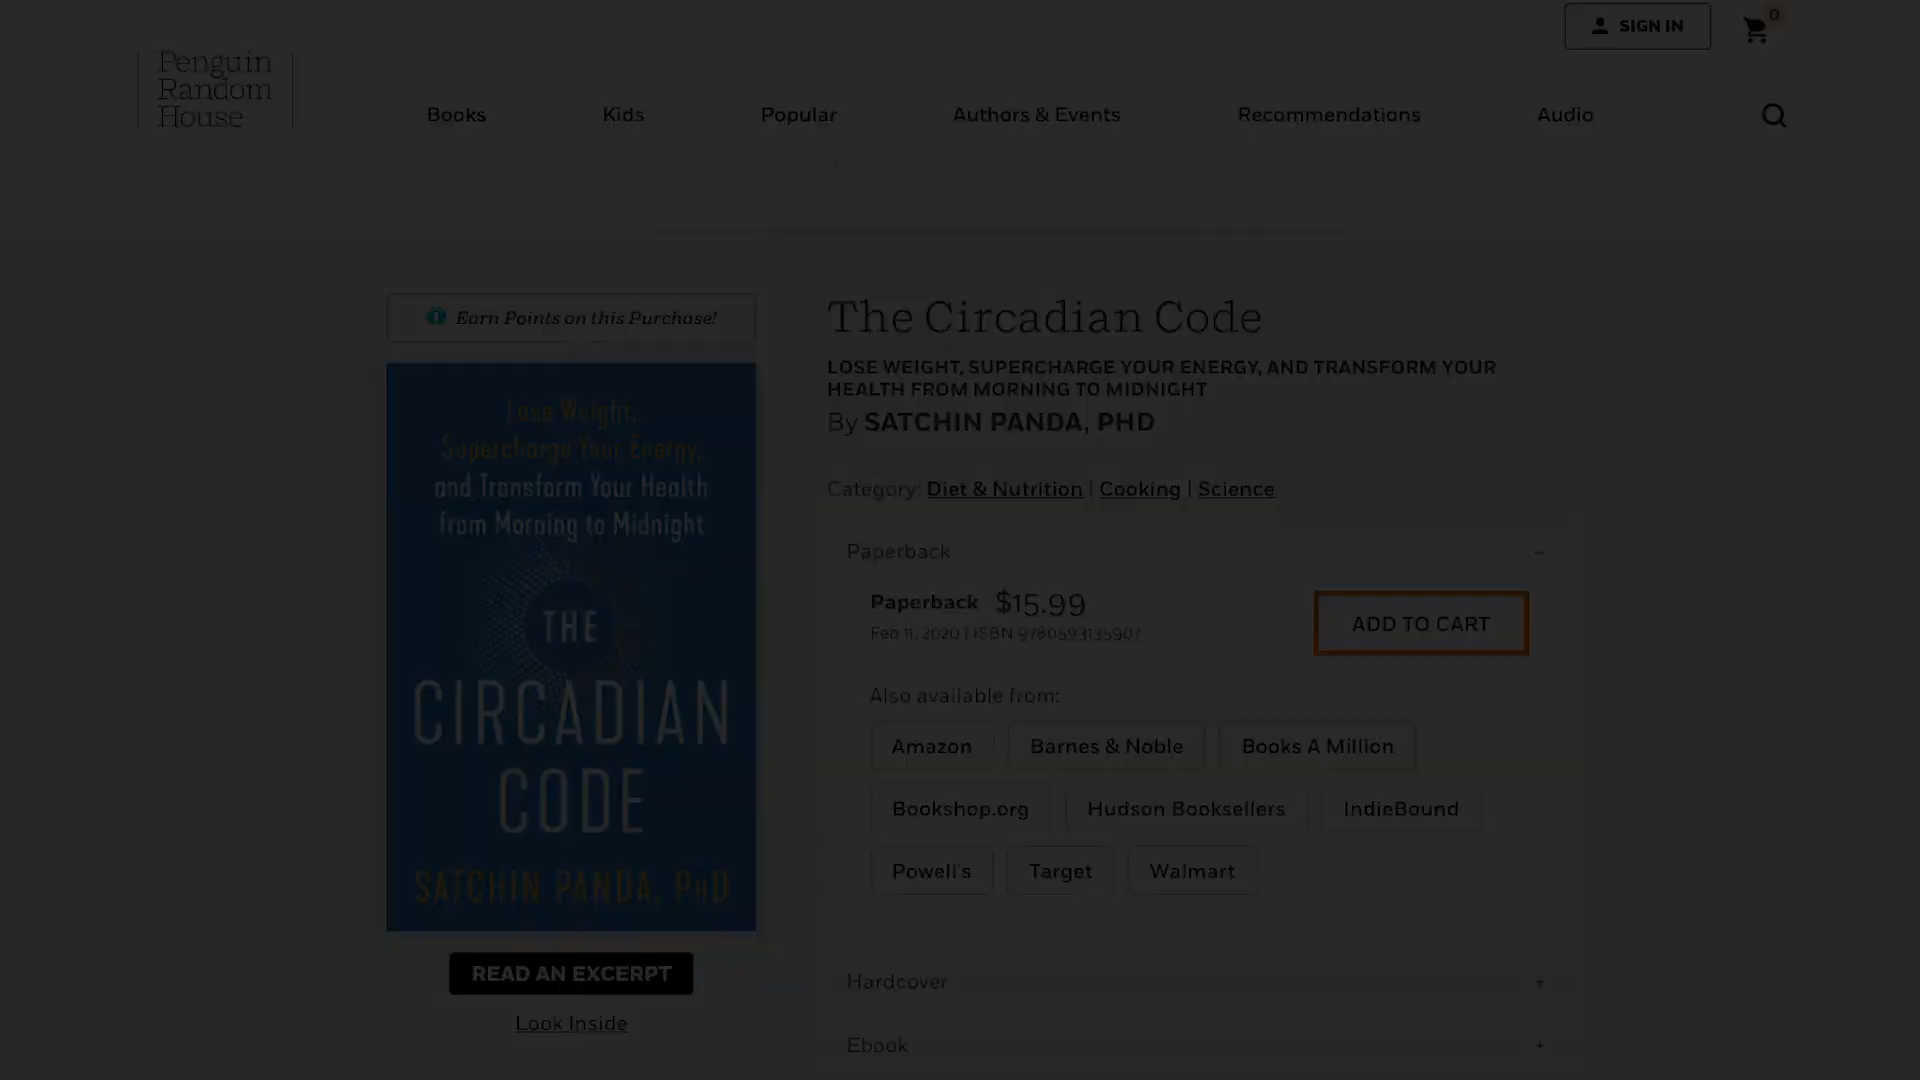 SIGN IN
0
Penguin
Random
House
Books
Kids
Popular
Authors & Events
Recommendations
Audio
Earn Points on this Purchase!
The Circadian Code
LOSE WEIGHT, SUPERCHARGE YOUR ENERGY, AND TRANSFORM YOUR
HEALTH FROM MORNING TO MIDNIGHT
By SATCHIN PANDA, PHD
Category: Diet & Nutrition | Cooking | Science
Lose Weight,
Supercharge Your Energy,
and Transform Your Health
from Morning to Midnight
THE
CIRCADIAN
CODE
SATCHIN PANDA, PHD
READ AN EXCERPT
Look Inside
Paperback
−
Paperback $15.99
Feb 11, 2020 | ISBN 9780593135907
ADD TO CART
Also available from:
Amazon
Barnes & Noble
Books A Million
Bookshop.org
Hudson Booksellers
IndieBound
Powell's
Target
Walmart
Hardcover
+
Ebook
+